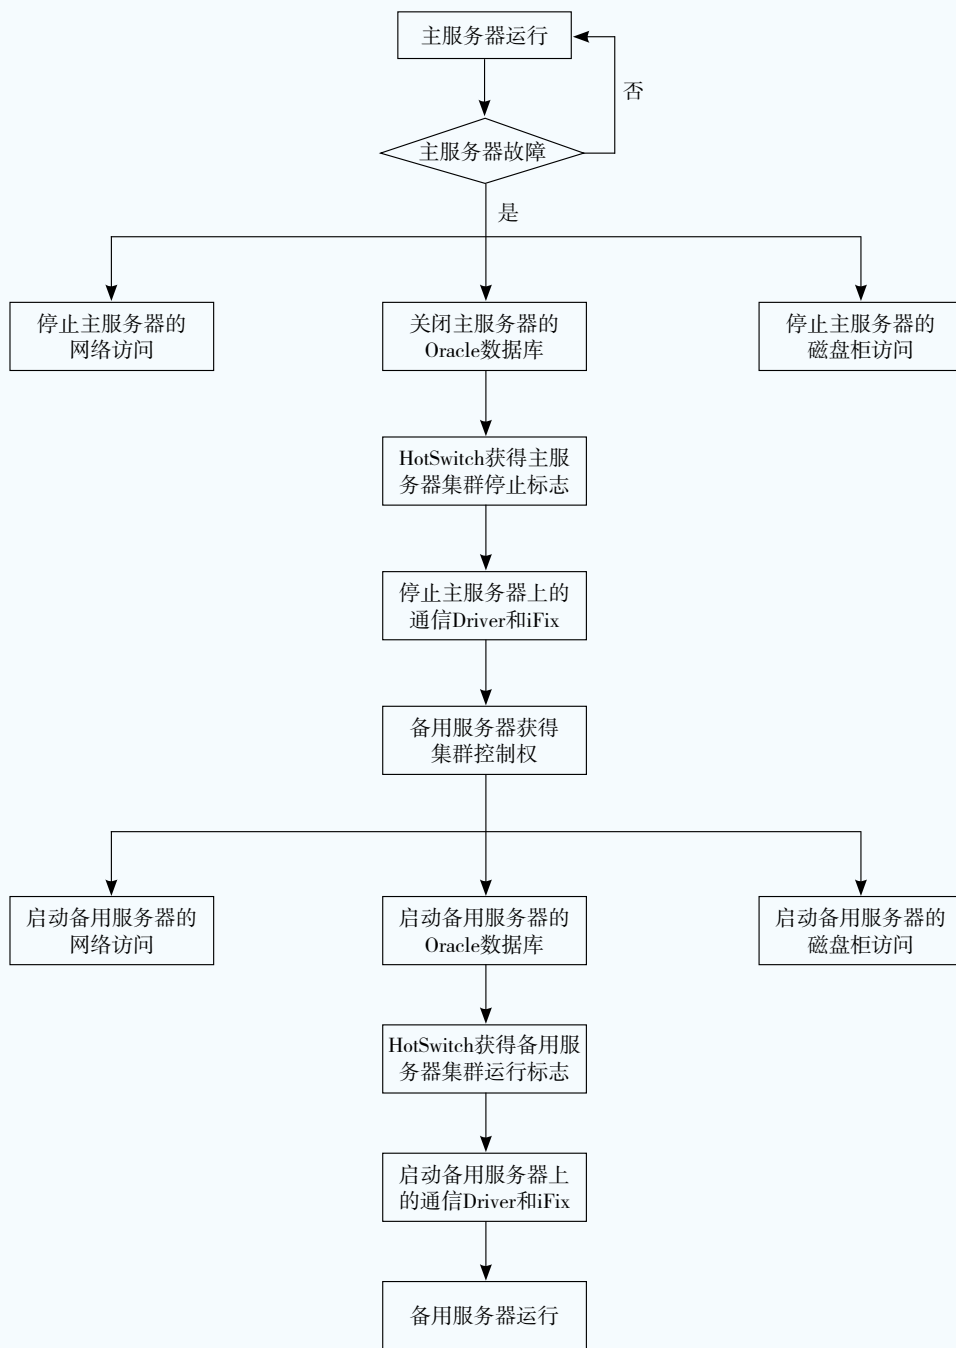 主服务器运行
否
主服务器故障
是
停止主服务器的
网络访问
关闭主服务器的
Oracle数据库
停止主服务器的
磁盘柜访问
HotSwitch获得主服
务器集群停止标志
停止主服务器上的
通信Driver和iFix
备用服务器获得
集群控制权
启动备用服务器的
网络访问
启动备用服务器的
Oracle数据库
启动备用服务器的
磁盘柜访问
HotSwitch获得备用服
务器集群运行标志
启动备用服务器上
的通信Driver和iFix
备用服务器运行